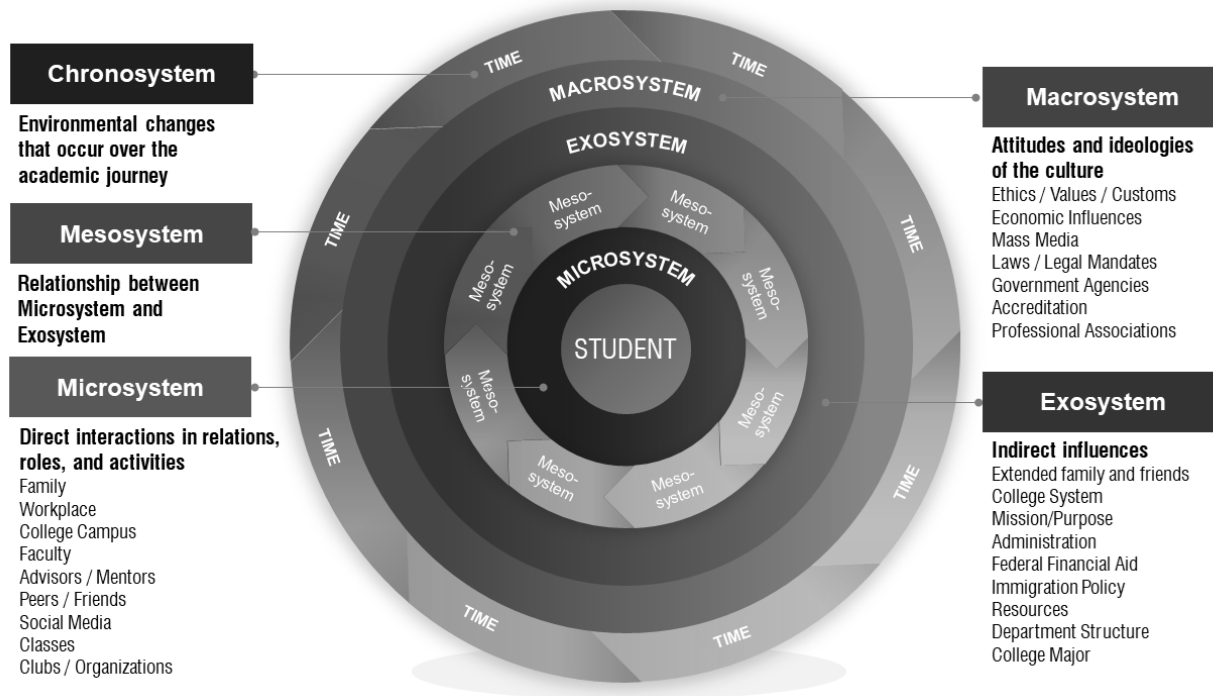 Chronosystem
Environmental changes
that occur over the
academic journey
Mesosystem
Relationship between
Microsystem and
Exosystem
Microsystem
Direct interactions in relations,
roles, and activities
Family
Workplace
College Campus
Faculty
Advisors / Mentors
Peers / Friends
Social Media
Classes
Clubs / Organizations
TIME
TIME
TIME
TIME
TIME
TIME
TIME
TIME
MACROSYSTEM
EXOSYSTEM
Meso-
system
Meso-
system
Meso-
system
Meso-
system
Meso-
system
Meso-
system
Meso-
system
Meso-
system
MICROSYSTEM
STUDENT
Macrosystem
Attitudes and ideologies
of the culture
Ethics / Values / Customs
Economic Influences
Mass Media
Laws / Legal Mandates
Government Agencies
Accreditation
Professional Associations
Exosystem
Indirect influences
Extended family and friends
College System
Mission/Purpose
Administration
Federal Financial Aid
Immigration Policy
Resources
Department Structure
College Major